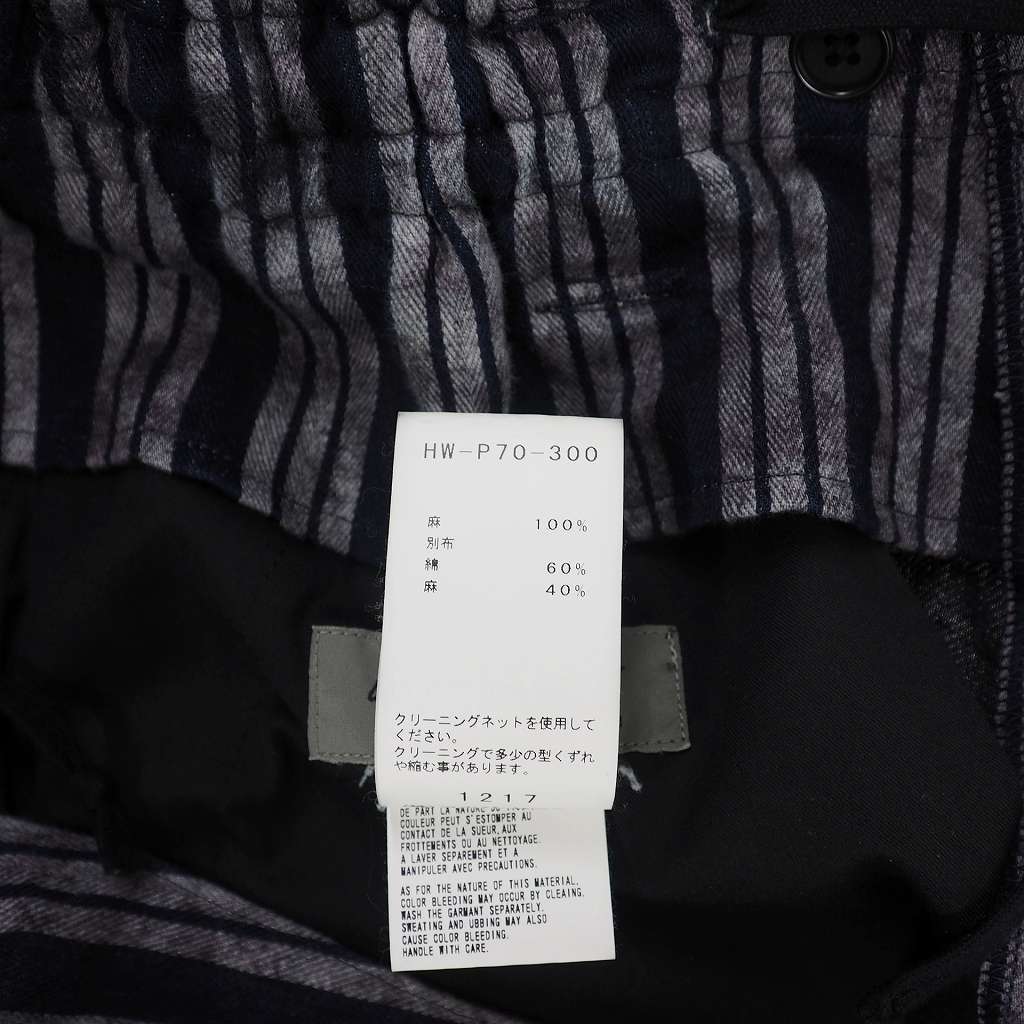 HW-P70-300
麻 100%
別布
綿 60%
麻 40%
クリーニングネットを使用して
ください。
クリーニングで多少の型くずれ
や縮む事があります。
1217
DE PART LA NATURE DU
COULEUR PEUT S'ESTOMPER AU
CONTACT DE LA SUEUR, AUX
FROTTEMENTS OU AU NETTOYAGE.
A LAVER SEPAREMENT ET A
MANIPULER AVEC PRECAUTIONS.
AS FOR THE NATURE OF THIS MATERIAL,
COLOR BLEEDING MAY OCCUR BY CLEAING.
WASH THE GARMANT SEPARATELY.
SWEATING AND UBBING MAY ALSO
CAUSE COLOR BLEEDING.
HANDLE WITH CARE.